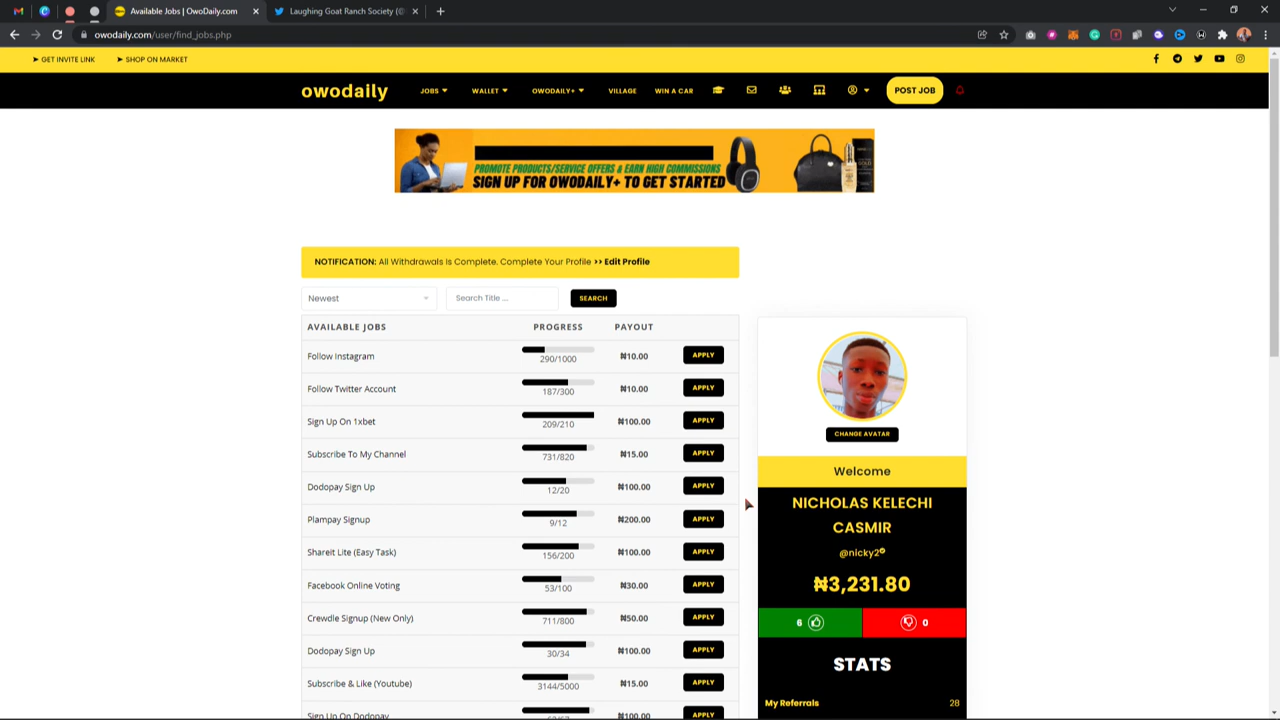 Available Jobs | OwoDaily.com
Laughing Goat Ranch Society (@
owodaily.com/user/find_jobs.php
➤ GET INVITE LINK ➤ SHOP ON MARKET
owodaily JOBS WALLET OWODAILY+ VILLAGE WIN A CAR POST JOB
PROMOTE PRODUCTS/SERVICE OFFERS & EARN HIGH COMMISSIONS
SIGN UP FOR OWODAILY+ TO GET STARTED
NOTIFICATION: All Withdrawals Is Complete. Complete Your Profile >> Edit Profile
Newest Search Title ... SEARCH
AVAILABLE JOBS PROGRESS PAYOUT
Follow Instagram 290/1000 ₦10.00 APPLY
Follow Twitter Account 187/300 ₦10.00 APPLY
Sign Up On 1xbet 209/210 ₦100.00 APPLY
Subscribe To My Channel 731/820 ₦15.00 APPLY
Dodopay Sign Up 12/20 ₦100.00 APPLY
Plampay Signup 9/12 ₦200.00 APPLY
Shareit Lite (Easy Task) 156/200 ₦100.00 APPLY
Facebook Online Voting 53/100 ₦30.00 APPLY
Crewdle Signup (New Only) 711/800 ₦50.00 APPLY
Dodopay Sign Up 30/34 ₦100.00 APPLY
Subscribe & Like (Youtube) 3144/5000 ₦15.00 APPLY
Sign Up On Dodopay ₦100.00 APPLY
CHANGE AVATAR
Welcome
NICHOLAS KELECHI
CASMIR
@nicky2
₦3,231.80
6 0
STATS
My Referrals 28